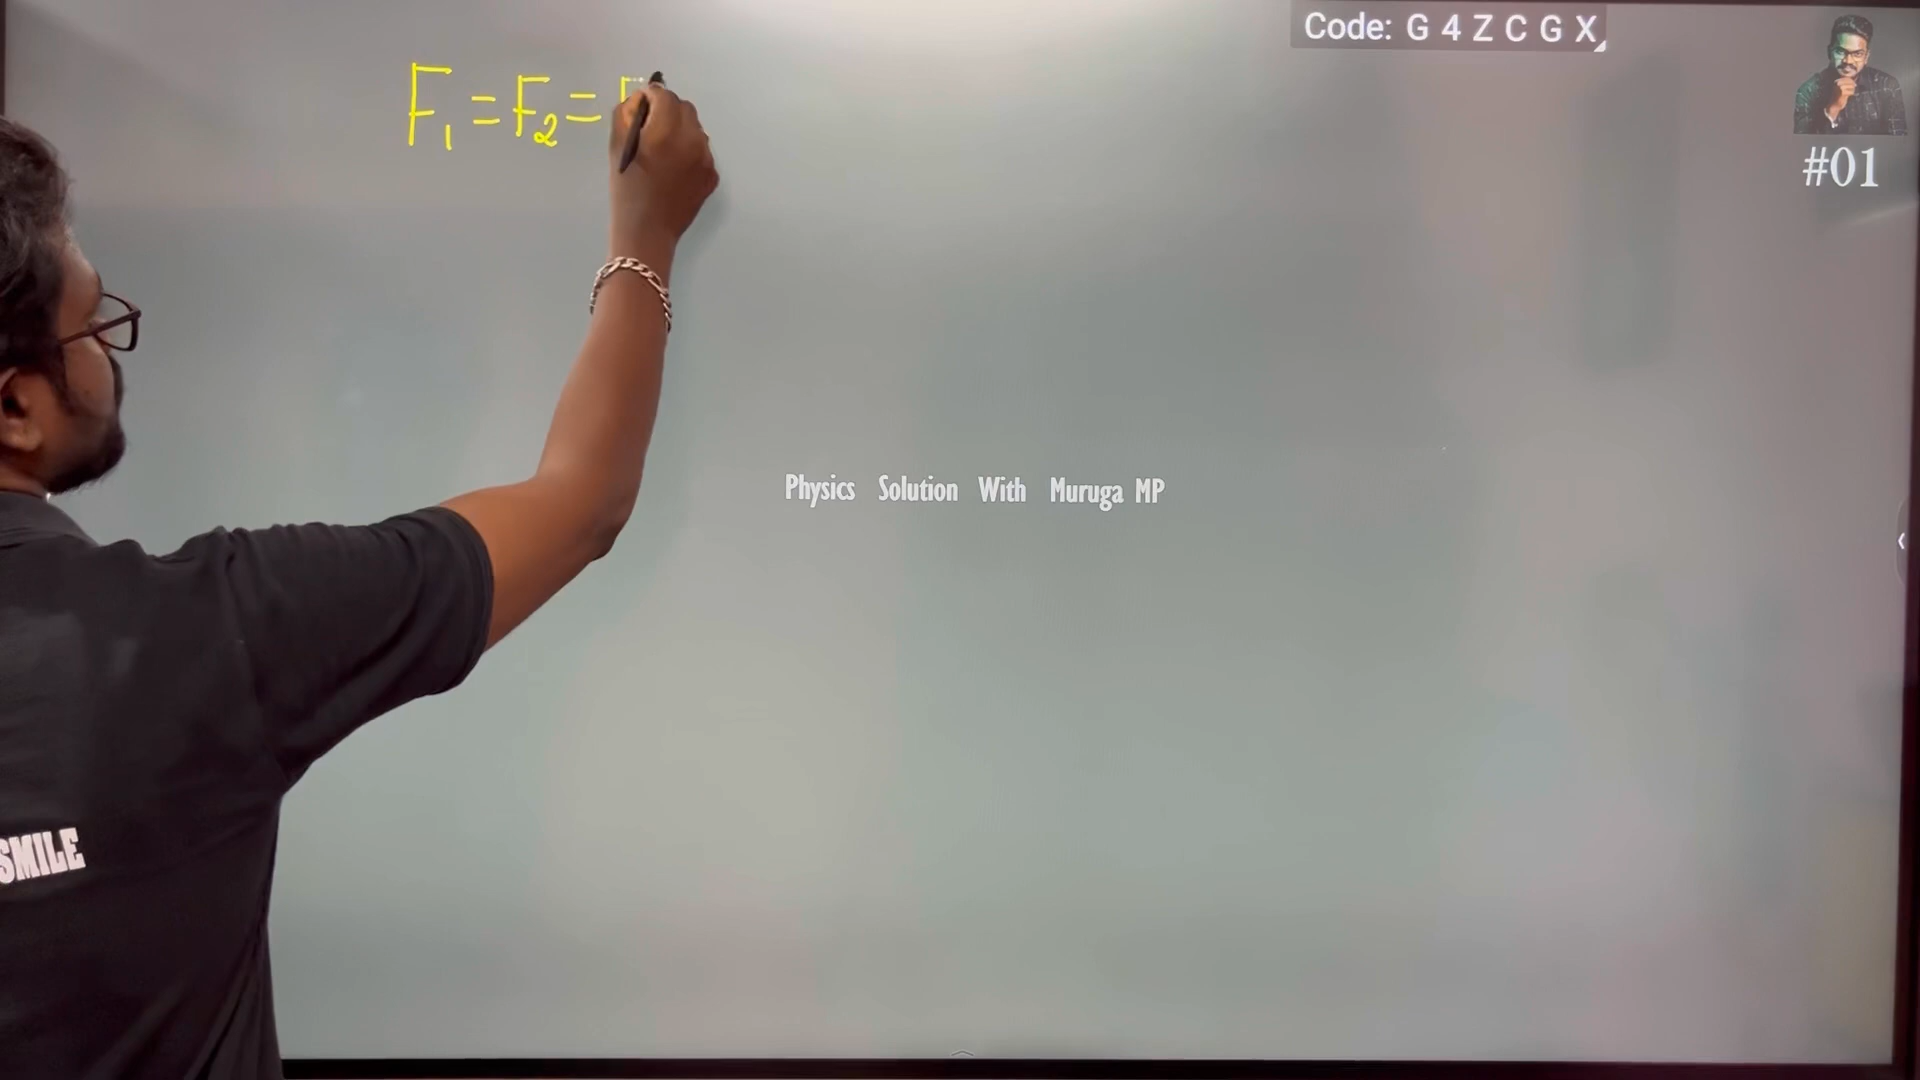 Code: G 4 Z C G X
F₁ = F₂ = F
#01
Physics Solution With Muruga MP
SMILE